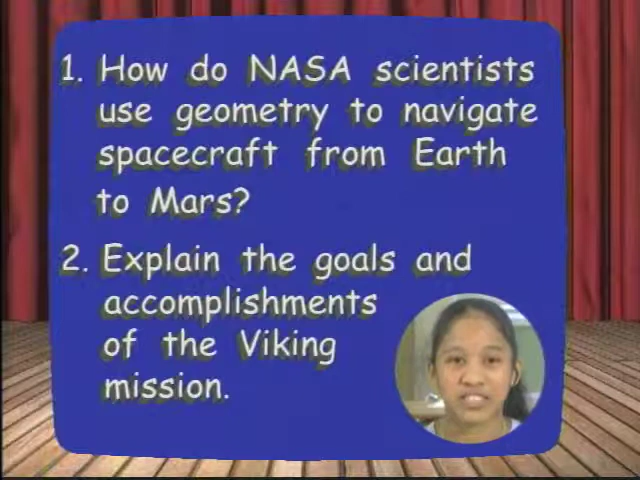 1. How do NASA scientists
use geometry to navigate
spacecraft from Earth
to Mars?
2. Explain the goals and
accomplishments
of the Viking
mission.